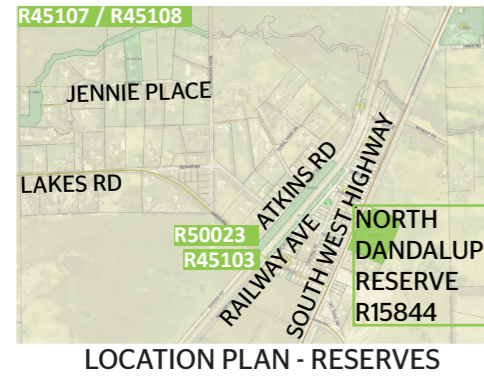 R45107 / R45108
JENNIE PLACE
LAKES RD
ATKINS RD
R50023
R45103
RAILWAY AVE
SOUTH WEST HIGHWAY
NORTH
DANDALUP
RESERVE
R15844
LOCATION PLAN - RESERVES